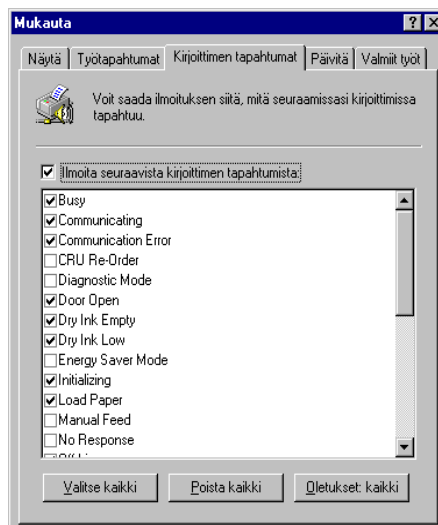 Mukauta
Näytä Työtapahtumat Kirjoittimen tapahtumat Päivitä Valmiit työt
Voit saada ilmoituksen siitä, mitä seuraamissasi kirjoittimissa
tapahtuu.
Ilmoita seuraavista kirjoittimen tapahtumista:
Busy
Communicating
Communication Error
CRU Re-Order
Diagnostic Mode
Door Open
Dry Ink Empty
Dry Ink Low
Energy Saver Mode
Initializing
Load Paper
Manual Feed
No Response
Valitse kaikki Poista kaikki Oletukset: kaikki